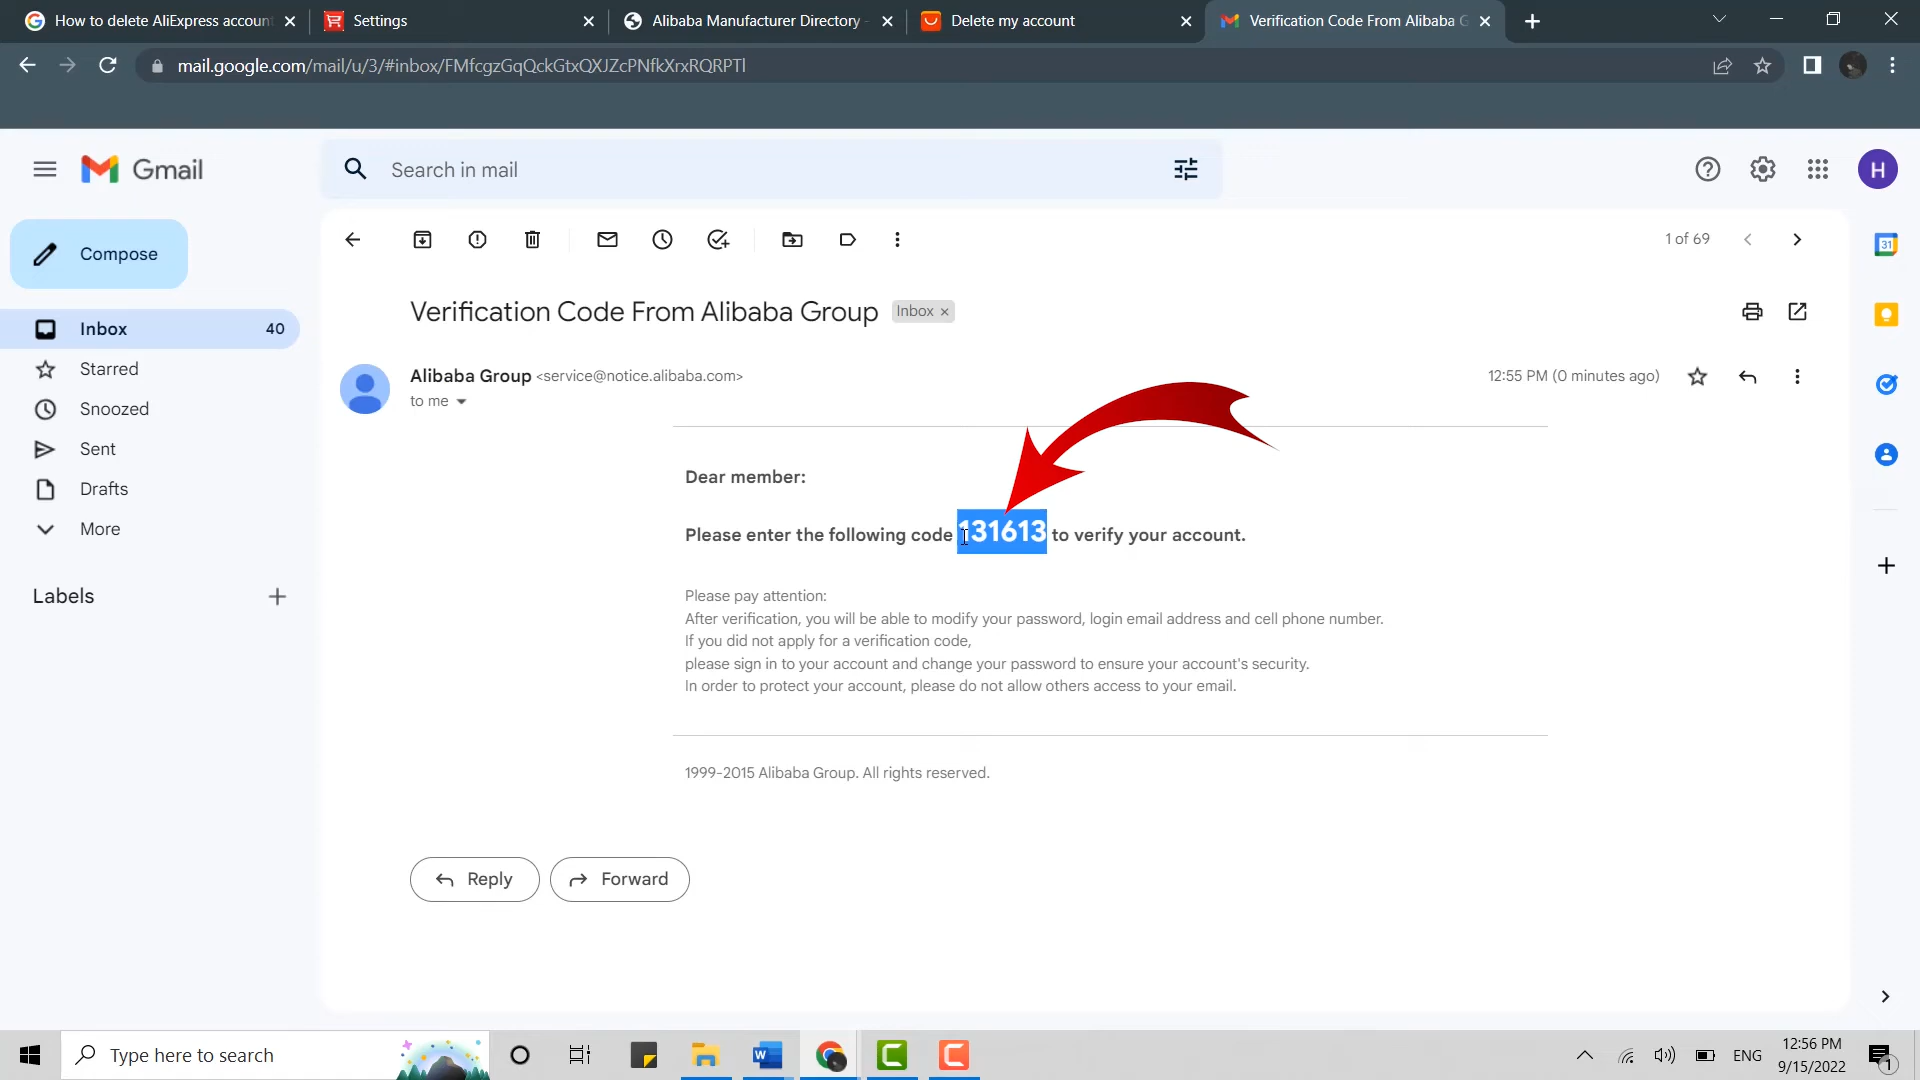 How to delete AliExpress account
Settings
Alibaba Manufacturer Directory
Delete my account
Verification Code From Alibaba G
mail.google.com/mail/u/3/#inbox/FMfcgzGqQckGtxQXJZcPNfkXrxRQRPTl
Gmail
Search in mail
H
Compose
1 of 69
31
Verification Code From Alibaba Group
Inbox ×
Inbox 40
Starred
Snoozed
Sent
Drafts
More
Labels
Alibaba Group <service@notice.alibaba.com>
12:55 PM (0 minutes ago)
to me
Dear member:
Please enter the following code 131613 to verify your account.
Please pay attention:
After verification, you will be able to modify your password, login email address and cell phone number.
If you did not apply for a verification code,
please sign in to your account and change your password to ensure your account's security.
In order to protect your account, please do not allow others access to your email.
1999-2015 Alibaba Group. All rights reserved.
Reply
Forward
Type here to search
W
ENG
12:56 PM
9/15/2022
1